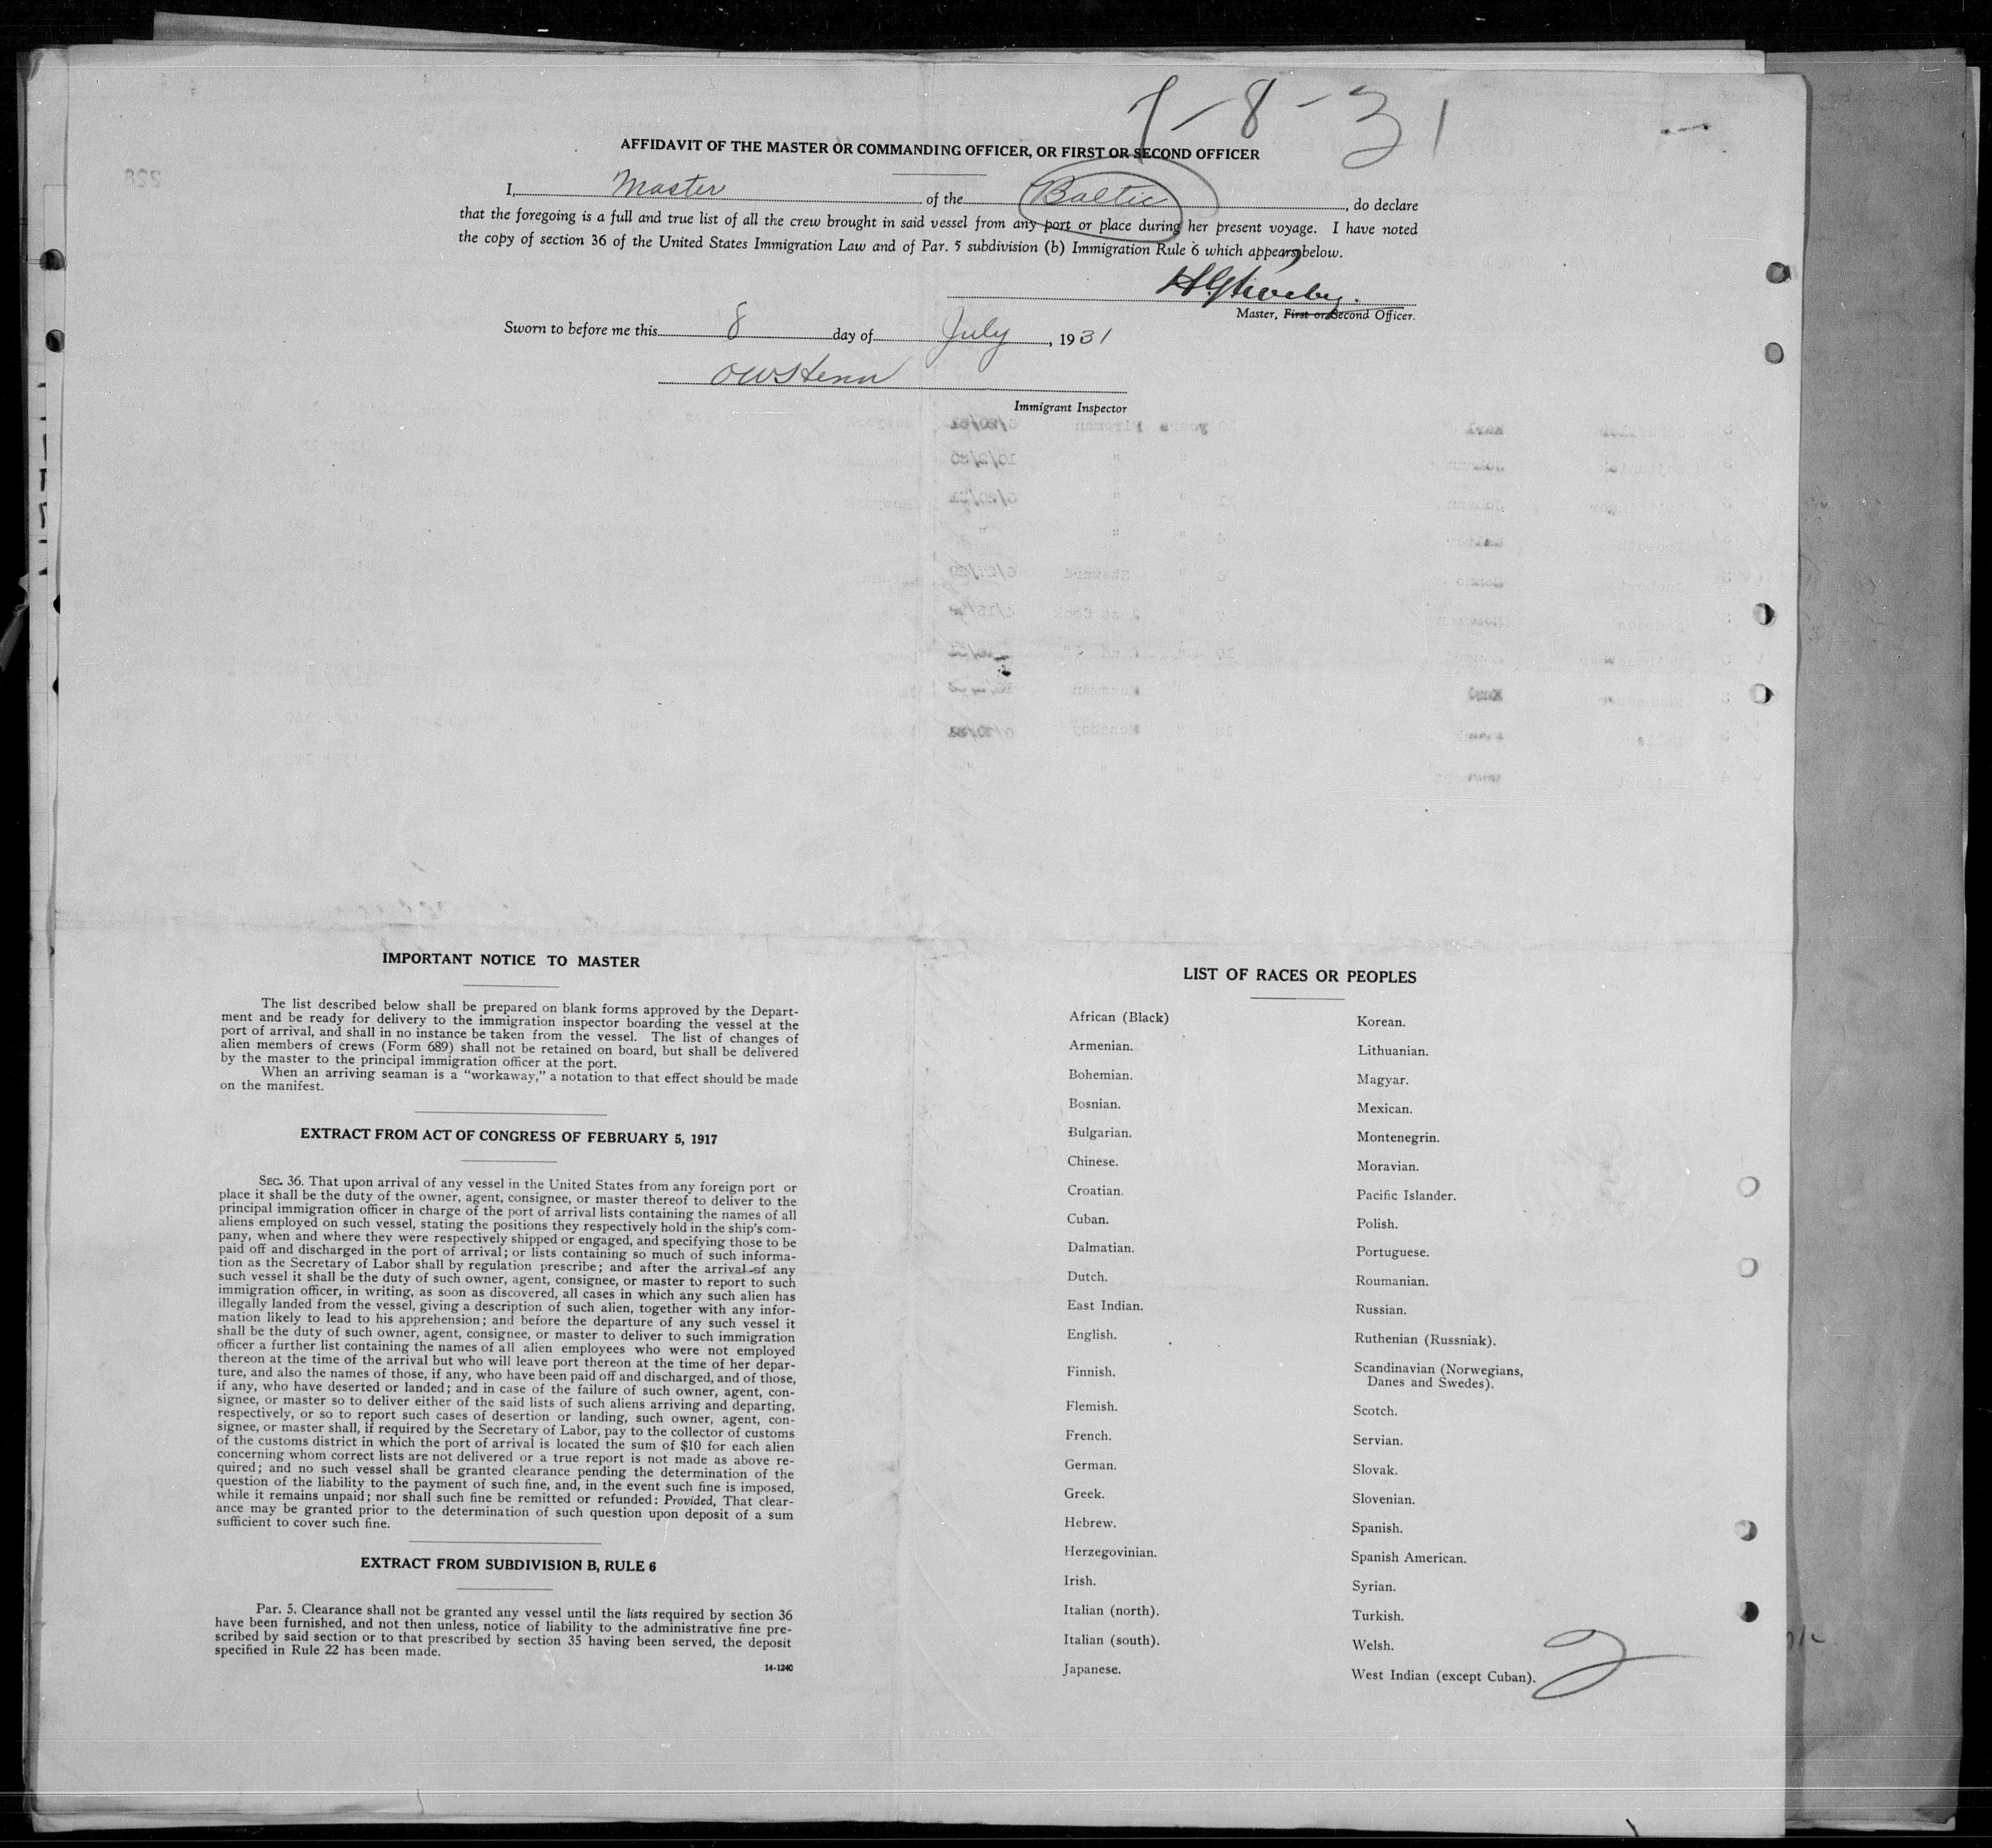 7-8-31
AFFIDAVIT OF THE MASTER OR COMMANDING OFFICER, OR FIRST OR SECOND OFFICER
I, Master of the Baltic, do declare
that the foregoing is a full and true list of all the crew brought in said vessel from any port or place during her present voyage. I have noted
the copy of section 36 of the United States Immigration Law and of Par. 5 subdivision (b) Immigration Rule 6 which appears below.
Master, First or Second Officer.
Sworn to before me this 8 day of July, 1931
Immigrant Inspector
IMPORTANT NOTICE TO MASTER
The list described below shall be prepared on blank forms approved by the Depart-
ment and be ready for delivery to the immigration inspector boarding the vessel at the
port of arrival, and shall in no instance be taken from the vessel. The list of changes of
alien members of crews (Form 689) shall not be retained on board, but shall be delivered
by the master to the principal immigration officer at the port.
When an arriving seaman is a "workaway," a notation to that effect should be made
on the manifest.
EXTRACT FROM ACT OF CONGRESS OF FEBRUARY 5, 1917
SEC. 36. That upon arrival of any vessel in the United States from any foreign port or
place it shall be the duty of the owner, agent, consignee, or master thereof to deliver to the
principal immigration officer in charge of the port of arrival lists containing the names of all
aliens employed on such vessel, stating the positions they respectively hold in the ship's com-
pany, when and where they were respectively shipped or engaged, and specifying those to be
paid off and discharged in the port of arrival; or lists containing so much of such informa-
tion as the Secretary of Labor shall by regulation prescribe; and after the arrival of any
such vessel it shall be the duty of such owner, agent, consignee, or master to report to such
immigration officer, in writing, as soon as discovered, all cases in which any such alien has
illegally landed from the vessel, giving a description of such alien, together with any infor-
mation likely to lead to his apprehension; and before the departure of any such vessel it
shall be the duty of such owner, agent, consignee, or master to deliver to such immigration
officer a further list containing the names of all alien employees who were not employed
thereon at the time of the arrival but who will leave port thereon at the time of her depar-
ture, and also the names of those, if any, who have been paid off and discharged, and of those,
if any, who have deserted or landed; and in case of the failure of such owner, agent, con-
signee, or master so to deliver either of the said lists of such aliens arriving and departing,
respectively, or so to report such cases of desertion or landing, such owner, agent, con-
signee, or master shall, if required by the Secretary of Labor, pay to the collector of customs
of the customs district in which the port of arrival is located the sum of $10 for each alien
concerning whom correct lists are not delivered or a true report is not made as above re-
quired; and no such vessel shall be granted clearance pending the determination of the
question of the liability to the payment of such fine, and, in the event such fine is imposed,
while it remains unpaid; nor shall such fine be remitted or refunded: Provided, That clear-
ance may be granted prior to the determination of such question upon deposit of a sum
sufficient to cover such fine.
EXTRACT FROM SUBDIVISION B, RULE 6
Par. 5. Clearance shall not be granted any vessel until the lists required by section 36
have been furnished, and not then unless, notice of liability to the administrative fine pre-
scribed by said section or to that prescribed by section 35 having been served, the deposit
specified in Rule 22 has been made.
14-1240
LIST OF RACES OR PEOPLES
African (Black)
Armenian.
Bohemian.
Bosnian.
Bulgarian.
Chinese.
Croatian.
Cuban.
Dalmatian.
Dutch.
East Indian.
English.
Finnish.
Flemish.
French.
German.
Greek.
Hebrew.
Herzegovinian.
Irish.
Italian (north).
Italian (south).
Japanese.
Korean.
Lithuanian.
Magyar.
Mexican.
Montenegrin.
Moravian.
Pacific Islander.
Polish.
Portuguese.
Roumanian.
Russian.
Ruthenian (Russniak).
Scandinavian (Norwegians,
Danes and Swedes).
Scotch.
Servian.
Slovak.
Slovenian.
Spanish.
Spanish American.
Syrian.
Turkish.
Welsh.
West Indian (except Cuban).
2